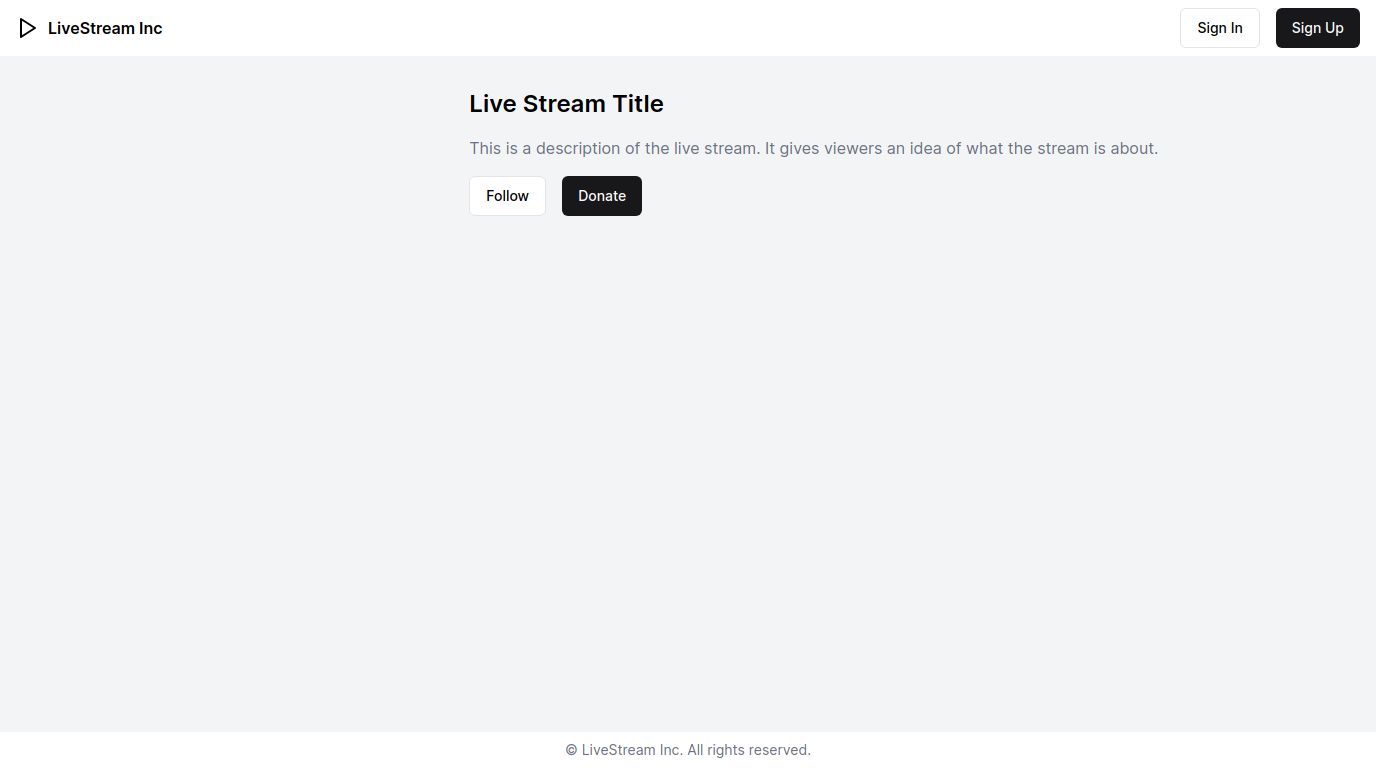 LiveStream Inc
Sign In
Sign Up
Live Stream Title
This is a description of the live stream. It gives viewers an idea of what the stream is about.
Follow
Donate
© LiveStream Inc. All rights reserved.